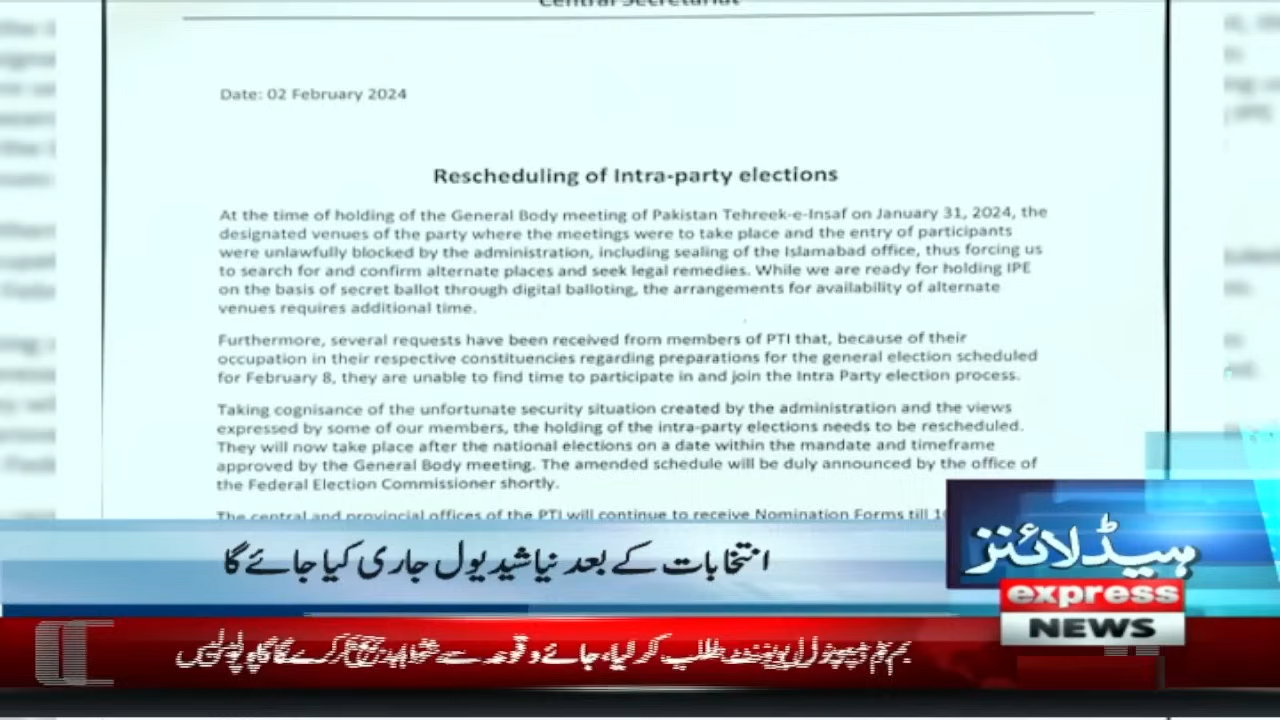 Central Secretariat
Date: 02 February 2024
Rescheduling of Intra-party elections
At the time of holding of the General Body meeting of Pakistan Tehreek-e-Insaf on January 31, 2024, the
designated venues of the party where the meetings were to take place and the entry of participants
were unlawfully blocked by the administration, including sealing of the Islamabad office, thus forcing us
to search for and confirm alternate places and seek legal remedies. While we are ready for holding IPE
on the basis of secret ballot through digital balloting, the arrangements for availability of alternate
venues requires additional time.
Furthermore, several requests have been received from members of PTI that, because of their
occupation in their respective constituencies regarding preparations for the general election scheduled
for February 8, they are unable to find time to participate in and join the Intra Party election process.
Taking cognisance of the unfortunate security situation created by the administration and the views
expressed by some of our members, the holding of the intra-party elections needs to be rescheduled.
They will now take place after the national elections on a date within the mandate and timeframe
approved by the General Body meeting. The amended schedule will be duly announced by the office of
the Federal Election Commissioner shortly.
The central and provincial offices of the PTI will continue to receive Nomination Forms till
انتخابات کے بعد نیا شیڈیول جاری کیا جائے گا
ہیڈلائنز
express
NEWS
طلب کر لیا، جائے وقوعہ سے شواہد